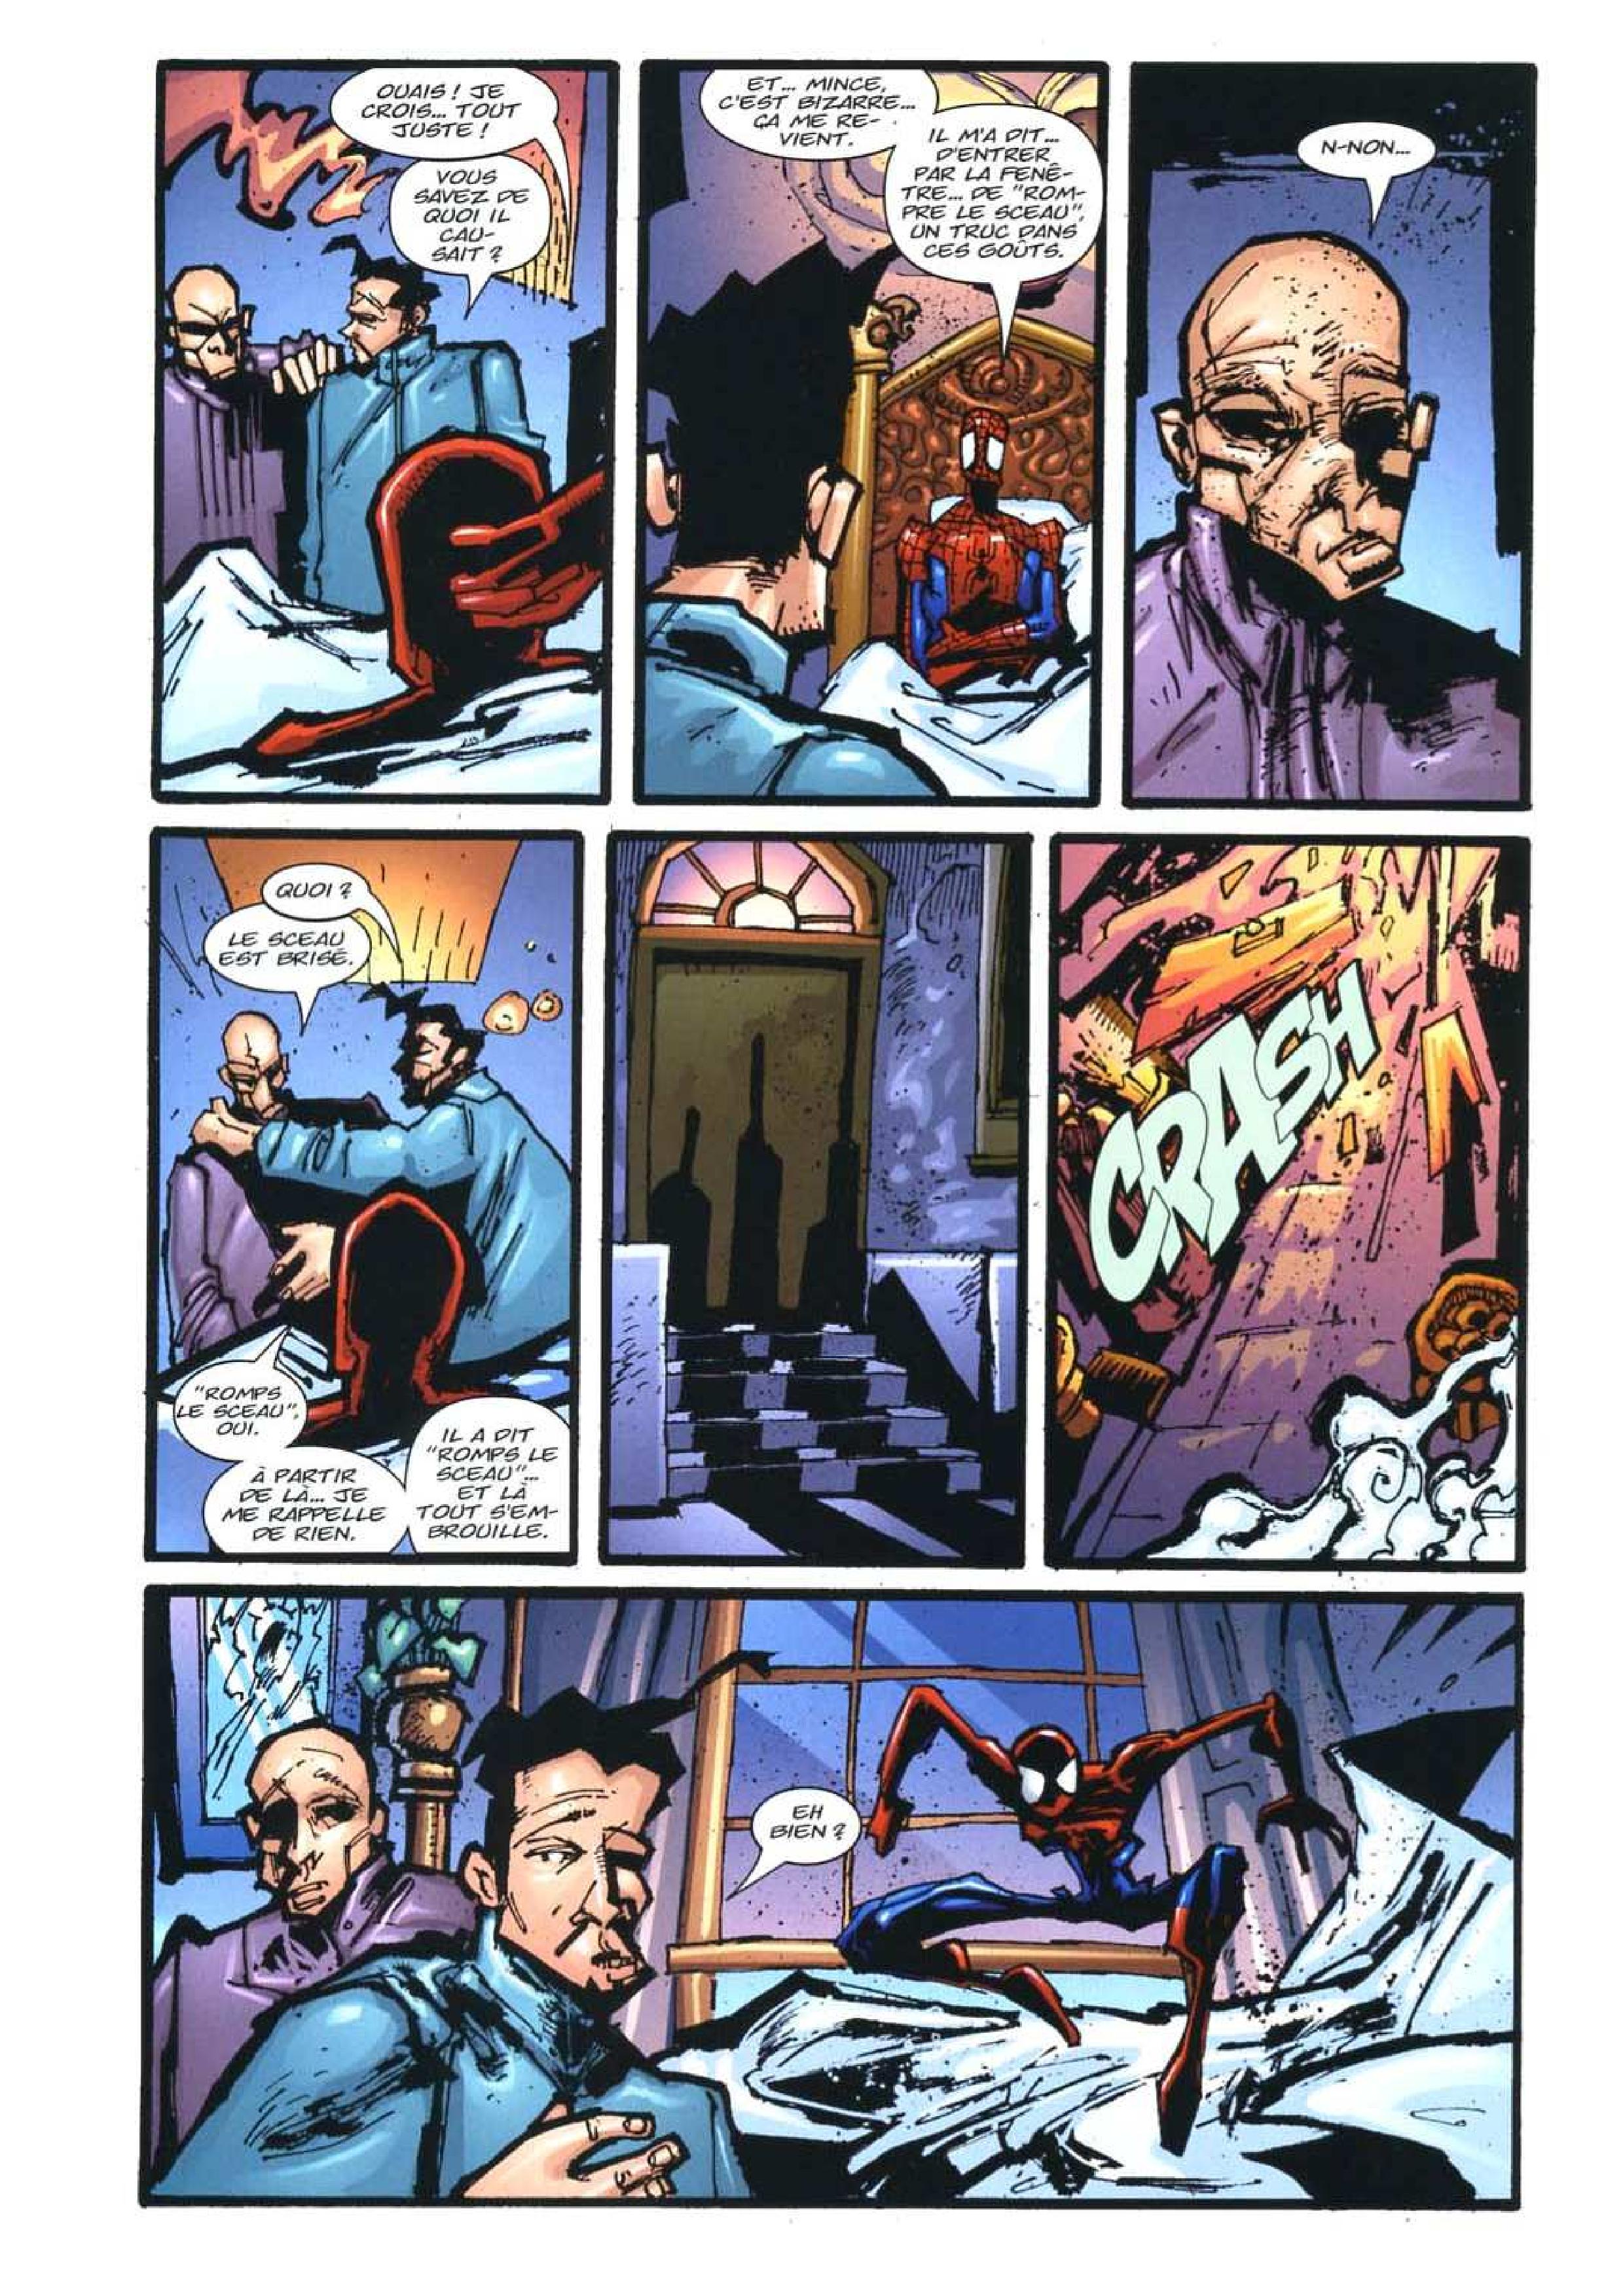 OUAIS ! JE
CROIS... TOUT
JUSTE !
VOUS
SAVEZ DE
QUOI IL
CAU-
SAIT ?
ET... MINCE,
C'EST BIZARRE...
ÇA ME RE-
VIENT.
IL M'A DIT...
D'ENTRER
PAR LA FENÊ-
TRE... DE "ROM-
PRE LE SCEAU",
UN TRUC DANS
CES GOÛTS.
N-NON...
QUOI ?
LE SCEAU
EST BRISÉ.
"ROMPS
LE SCEAU",
OUI.
À PARTIR
DE LÀ... JE
ME RAPPELLE
DE RIEN.
IL A DIT
"ROMPS LE
SCEAU"...
ET LÀ
TOUT S'EM-
BROUILLE.
CRASH
EH
BIEN ?